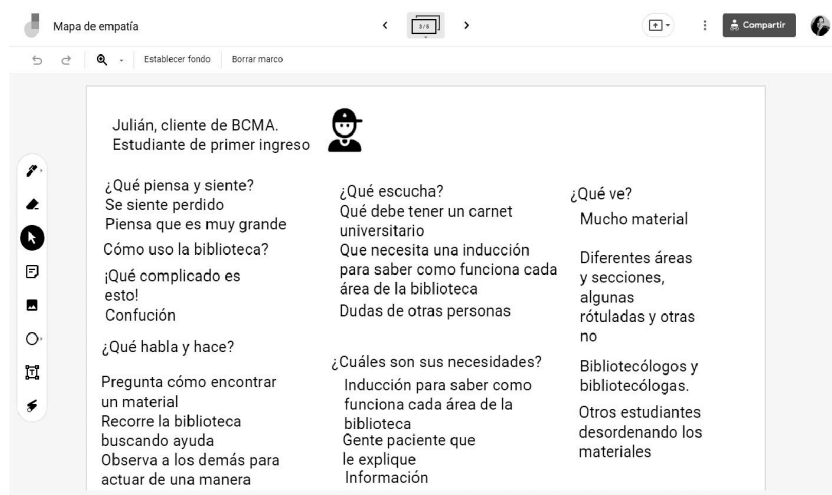 Mapa de empatía
3/5
Compartir
Establecer fondo
Borrar marco
Julián, cliente de BCMA.
Estudiante de primer ingreso
¿Qué piensa y siente?
Se siente perdido
Piensa que es muy grande
Cómo uso la biblioteca?
¡Qué complicado es
esto!
Confución
¿Qué habla y hace?
Pregunta cómo encontrar
un material
Recorre la biblioteca
buscando ayuda
Observa a los demás para
actuar de una manera
¿Qué escucha?
Qué debe tener un carnet
universitario
Que necesita una inducción
para saber como funciona cada
área de la biblioteca
Dudas de otras personas
¿Cuáles son sus necesidades?
Inducción para saber como
funciona cada área de la
biblioteca
Gente paciente que
le explique
Información
¿Qué ve?
Mucho material
Diferentes áreas
y secciones,
algunas
rótuladas y otras
no
Bibliotecólogos y
bibliotecólogas.
Otros estudiantes
desordenando los
materiales